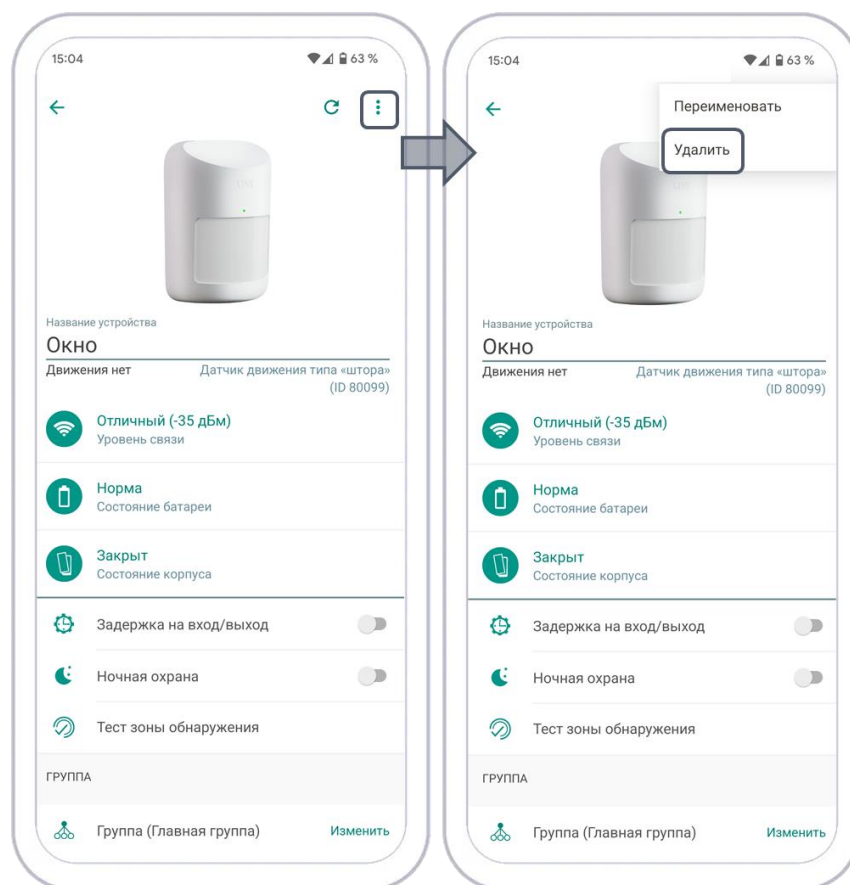 15:04
63 %
Название устройства
Окно
Движения нет
Датчик движения типа «штора»
(ID 80099)
Отличный (-35 дБм)
Уровень связи
Норма
Состояние батареи
Закрыт
Состояние корпуса
Задержка на вход/выход
Ночная охрана
Тест зоны обнаружения
ГРУППА
Группа (Главная группа)
Изменить
15:04
63 %
Переименовать
Удалить
Название устройства
Окно
Движения нет
Датчик движения типа «штора»
(ID 80099)
Отличный (-35 дБм)
Уровень связи
Норма
Состояние батареи
Закрыт
Состояние корпуса
Задержка на вход/выход
Ночная охрана
Тест зоны обнаружения
ГРУППА
Группа (Главная группа)
Изменить